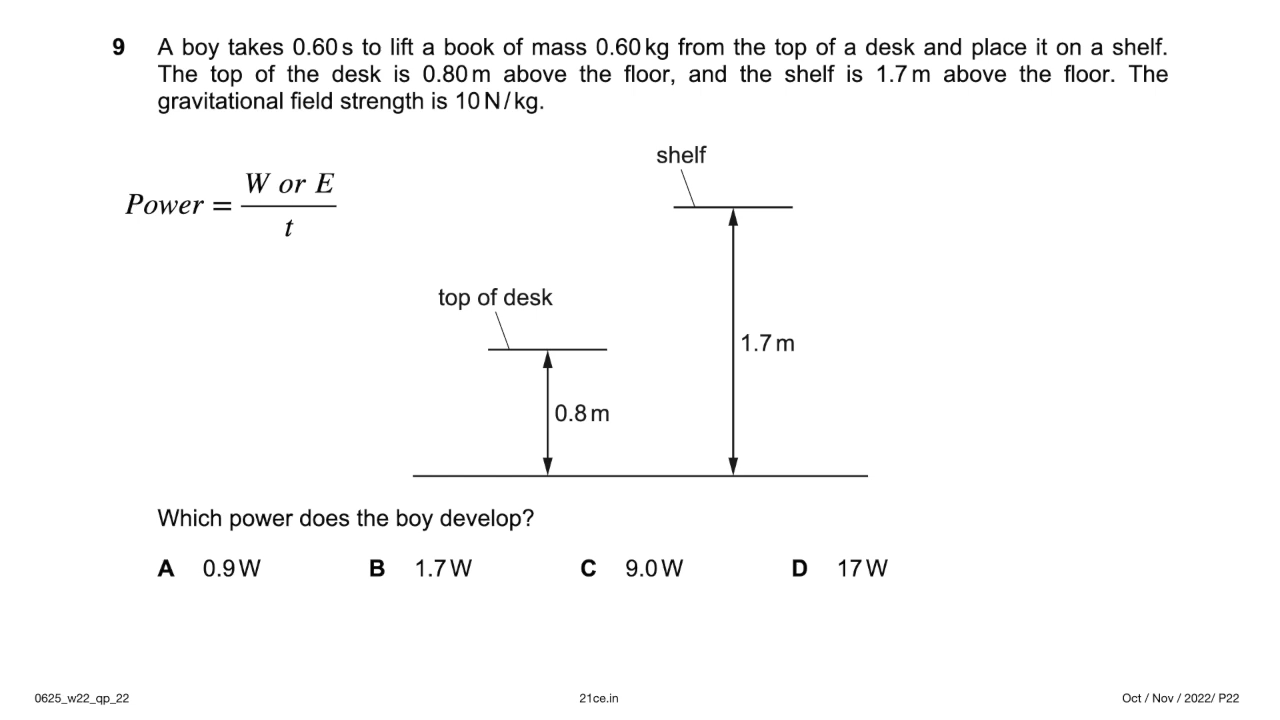 9 A boy takes 0.60 s to lift a book of mass 0.60 kg from the top of a desk and place it on a shelf.
The top of the desk is 0.80 m above the floor, and the shelf is 1.7 m above the floor. The
gravitational field strength is 10 N / kg.
shelf
Power = W or E / t
top of desk
1.7 m
0.8 m
Which power does the boy develop?
A 0.9 W B 1.7 W C 9.0 W D 17 W
0625_w22_qp_22 21ce.in Oct / Nov / 2022/ P22